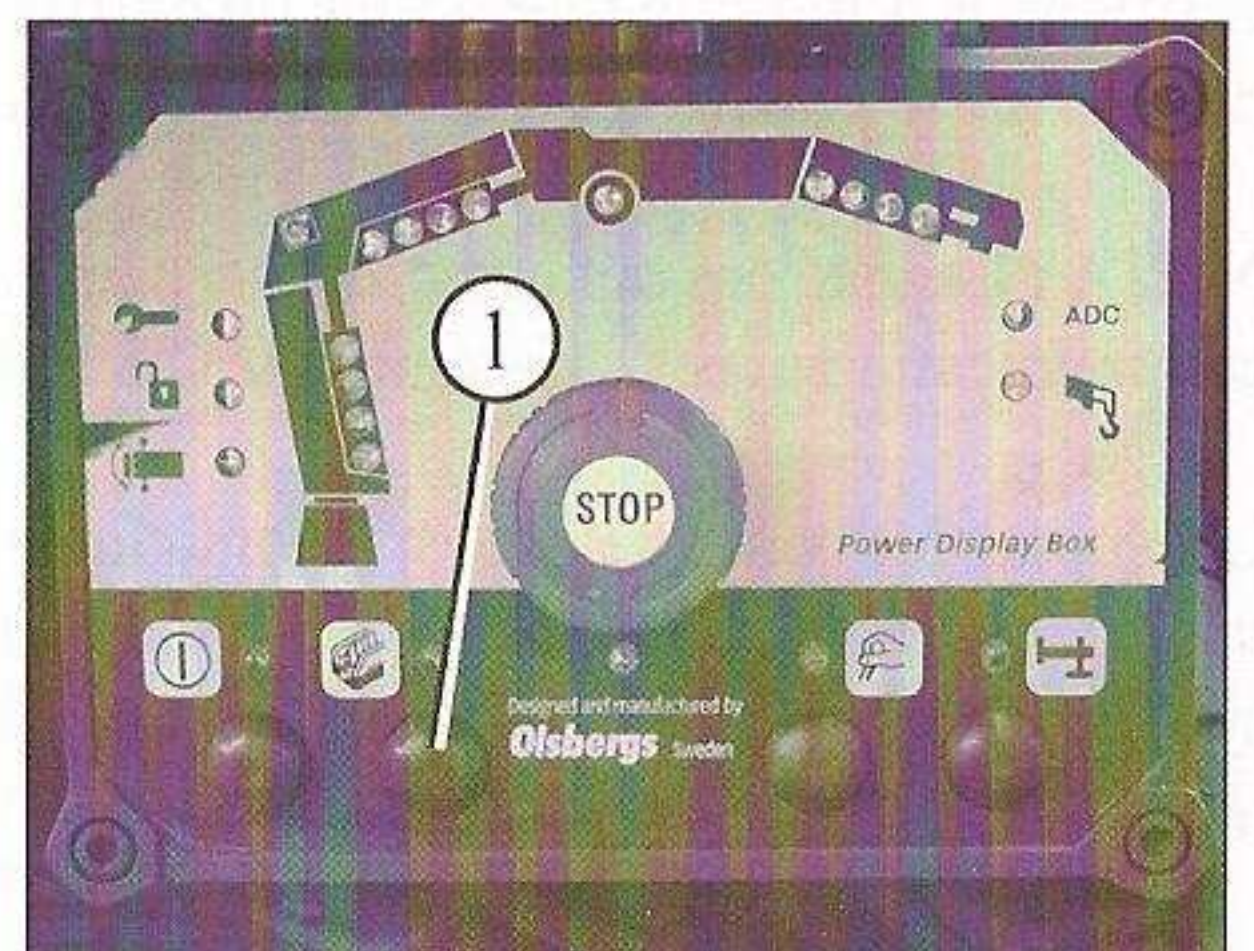 1
ADC
STOP
Power Display Box
Designed and manufactured by
Olsbergs Sweden